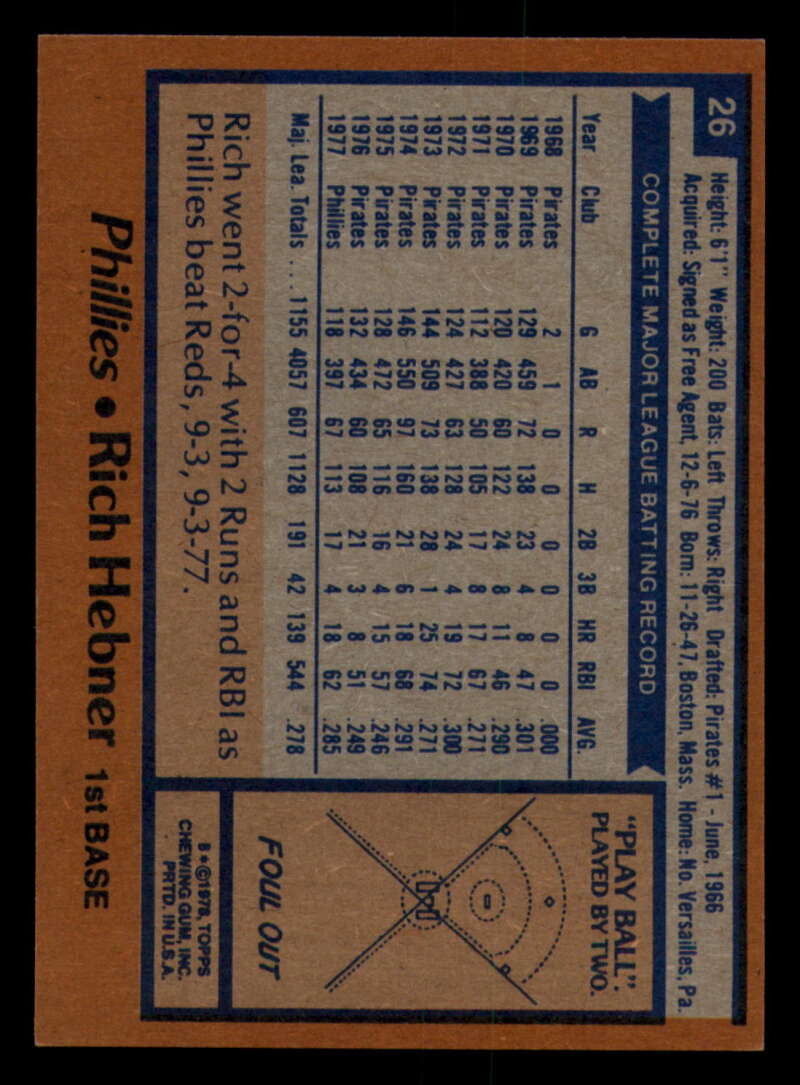 26
Height: 6'1" Weight: 200 Bats: Left Throws: Right Drafted: Pirates #1 - June, 1966
Acquired: Signed as Free Agent, 12-6-76 Born: 11-26-47, Boston, Mass. Home: No. Versailles, Pa.
COMPLETE MAJOR LEAGUE BATTING RECORD
Year Club G AB R H 2B 3B HR RBI AVG.
1968 Pirates 2 1 0 0 0 0 0 0 .000
1969 Pirates 129 459 72 138 23 4 8 47 .301
1970 Pirates 120 420 60 122 24 8 11 46 .290
1971 Pirates 112 388 50 105 17 8 17 67 .271
1972 Pirates 124 427 63 128 24 4 19 72 .300
1973 Pirates 144 509 73 138 28 1 25 74 .271
1974 Pirates 146 550 97 160 21 6 18 68 .291
1975 Pirates 128 472 65 116 16 4 15 57 .246
1976 Pirates 132 434 60 108 21 3 8 51 .249
1977 Phillies 118 397 67 113 17 4 18 62 .285
Maj. Lea. Totals ... 1155 4057 607 1128 191 42 139 544 .278
Rich went 2-for-4 with 2 Runs and RBI as
Phillies beat Reds, 9-3, 9-3-77.
"PLAY BALL":
PLAYED BY TWO.
FOUL OUT
B*©1978, TOPPS
CHEWING GUM, INC.
PRTD. IN U.S.A.
Phillies • Rich Hebner 1st BASE